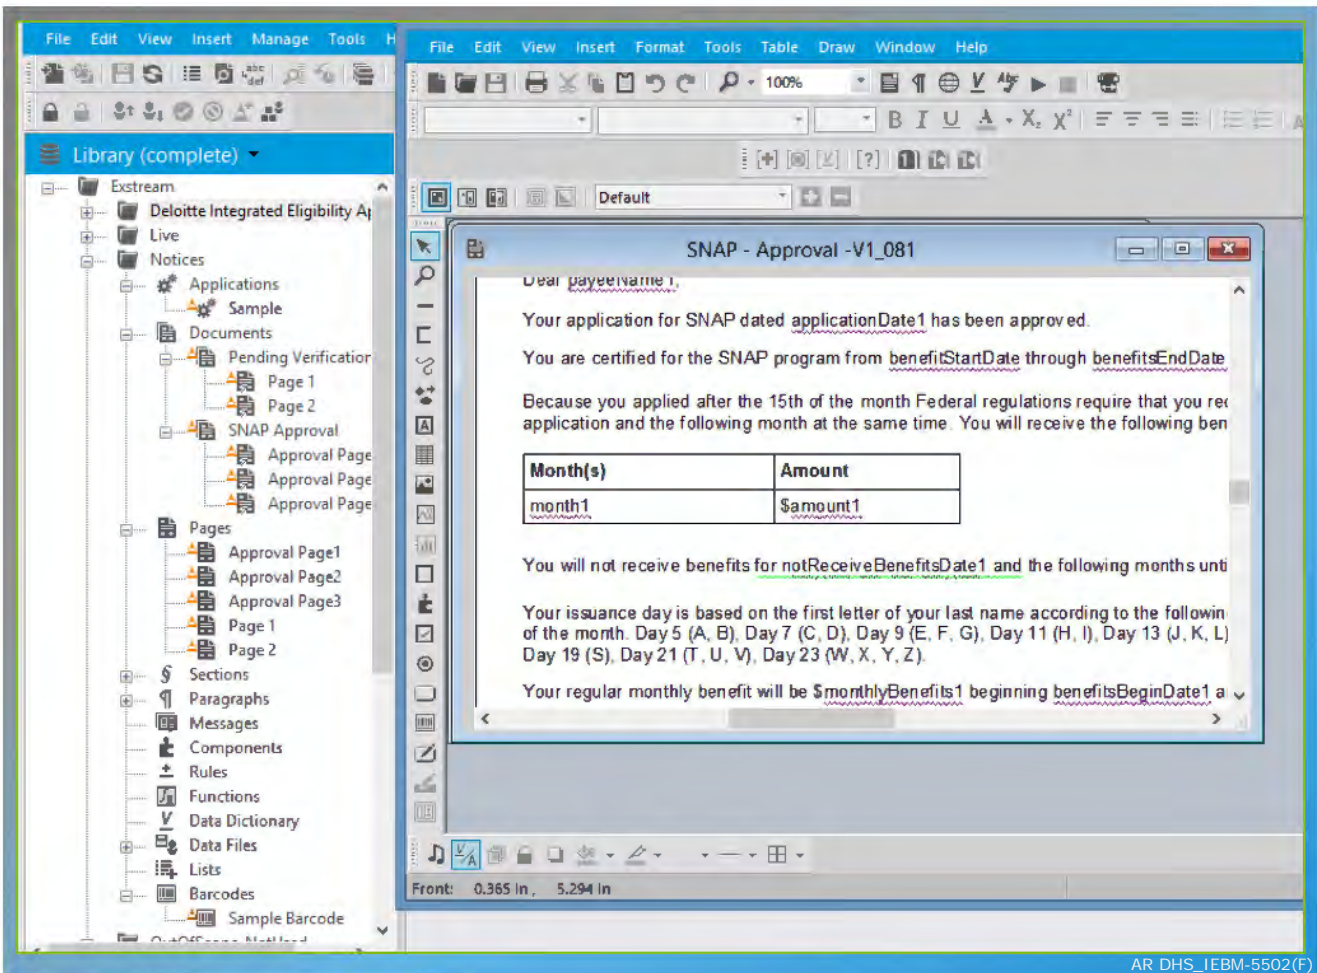 File Edit View Insert Manage Tools H
Library (complete)
Exstream
Deloitte Integrated Eligibility Ap
Live
Notices
Applications
Sample
Documents
Pending Verification
Page 1
Page 2
SNAP Approval
Approval Page
Approval Page
Approval Page
Pages
Approval Page1
Approval Page2
Approval Page3
Page 1
Page 2
Sections
Paragraphs
Messages
Components
Rules
Functions
Data Dictionary
Data Files
Lists
Barcodes
Sample Barcode
File Edit View Insert Format Tools Table Draw Window Help
100%
B I U A X₂ X²
Default
SNAP - Approval -V1_081
Dear payeeName1,
Your application for SNAP dated applicationDate1 has been approved.
You are certified for the SNAP program from benefitStartDate through benefitsEndDate
Because you applied after the 15th of the month Federal regulations require that you rec
application and the following month at the same time. You will receive the following ben
Month(s) Amount
month1 $amount1
You will not receive benefits for notReceiveBenefitsDate1 and the following months unti
Your issuance day is based on the first letter of your last name according to the followin
of the month. Day 5 (A, B), Day 7 (C, D), Day 9 (E, F, G), Day 11 (H, I), Day 13 (J, K, L)
Day 19 (S), Day 21 (T, U, V), Day 23 (W, X, Y, Z).
Your regular monthly benefit will be $monthlyBenefits1 beginning benefitsBeginDate1 a
Front: 0.365 in, 5.294 in
AR DHS_IEBM-5502(F)